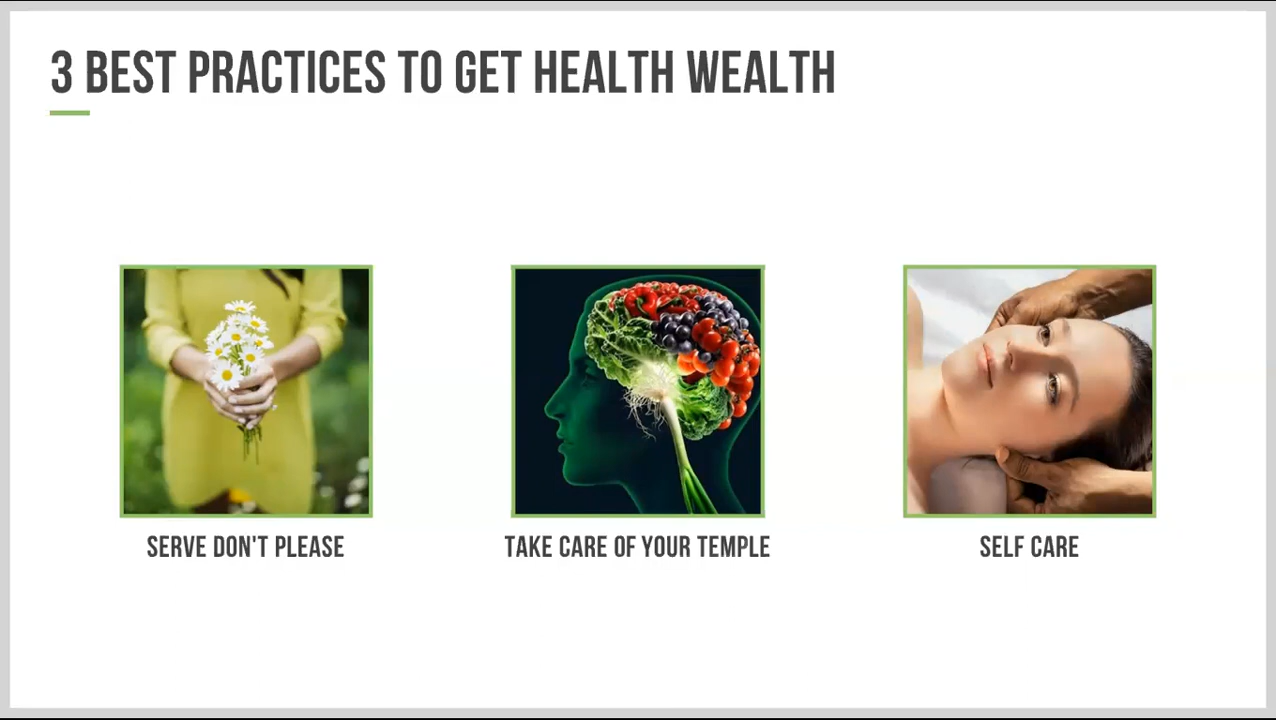 3 BEST PRACTICES TO GET HEALTH WEALTH
SERVE DON'T PLEASE
TAKE CARE OF YOUR TEMPLE
SELF CARE